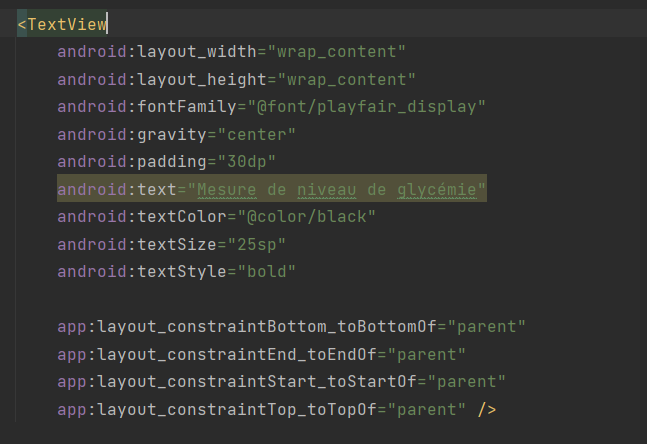 <TextView
android:layout_width="wrap_content"
android:layout_height="wrap_content"
android:fontFamily="@font/playfair_display"
android:gravity="center"
android:padding="30dp"
android:text="Mesure de niveau de glycémie"
android:textColor="@color/black"
android:textSize="25sp"
android:textStyle="bold"
app:layout_constraintBottom_toBottomOf="parent"
app:layout_constraintEnd_toEndOf="parent"
app:layout_constraintStart_toStartOf="parent"
app:layout_constraintTop_toTopOf="parent" />